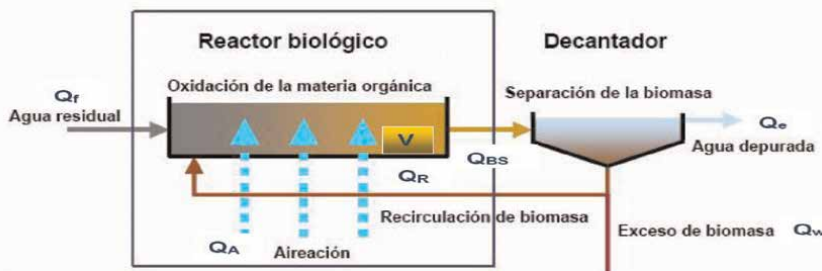 Reactor biológico
Decantador
Oxidación de la materia orgánica
Separación de la biomasa
Qf
Agua residual
V
QBS
Qe
Agua depurada
QR
Recirculación de biomasa
Exceso de biomasa Qw
QA
Aireación